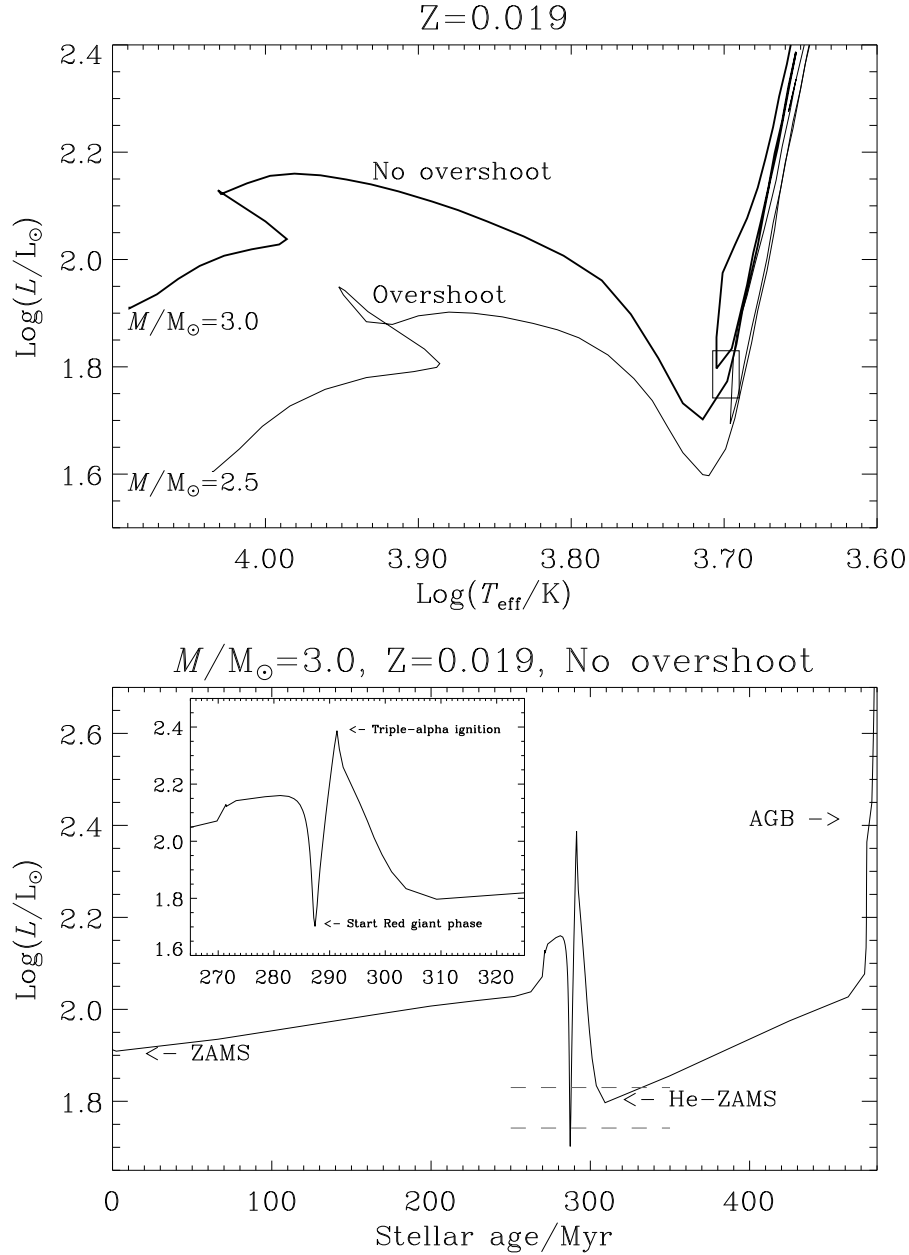 Z=0.019
2.4
2.2
2.0
1.8
1.6
Log(L/L☉)
No overshoot
Overshoot
M/M☉=3.0
M/M☉=2.5
4.00 3.90 3.80 3.70 3.60
Log(Teff/K)
M/M☉=3.0, Z=0.019, No overshoot
2.6
2.4
2.2
2.0
1.8
Log(L/L☉)
2.4
2.2
2.0
1.8
1.6
<- Triple-alpha ignition
<- Start Red giant phase
270 280 290 300 310 320
AGB ->
<- ZAMS
<- He-ZAMS
0 100 200 300 400
Stellar age/Myr